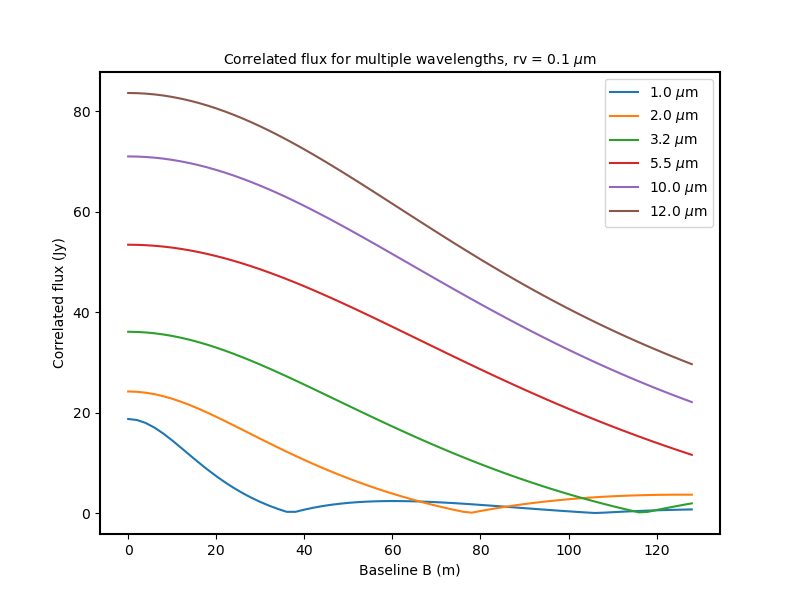 Correlated flux for multiple wavelengths, rv = 0.1 μm
1.0 μm
2.0 μm
3.2 μm
5.5 μm
10.0 μm
12.0 μm
80
60
40
20
0
Correlated flux (Jy)
0 20 40 60 80 100 120
Baseline B (m)